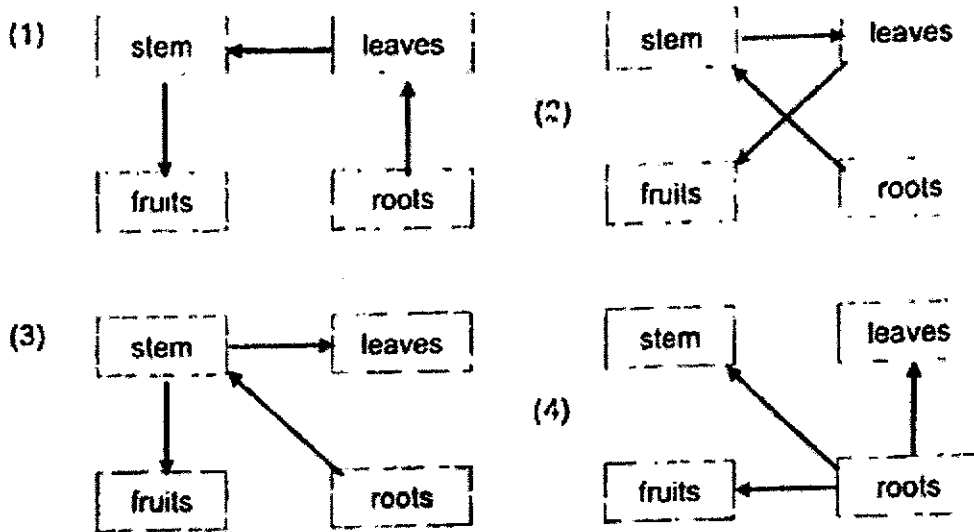 (1) stem leaves
fruits roots
(2) stem leaves
fruits roots
(3) stem leaves
fruits roots
(4) stem leaves
fruits roots